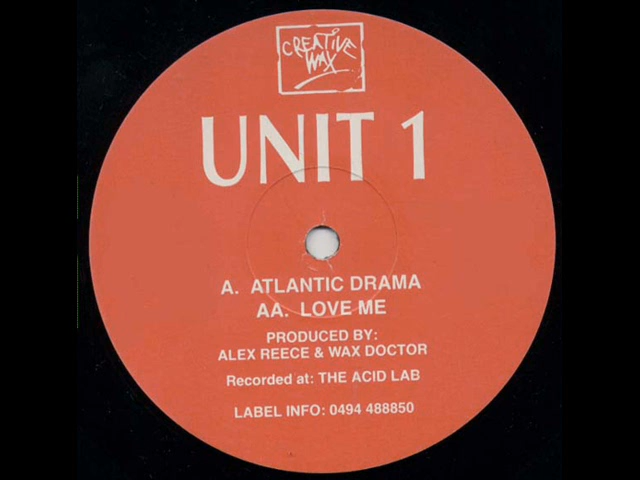 CREATIVE
WAX
UNIT 1
A. ATLANTIC DRAMA
AA. LOVE ME
PRODUCED BY:
ALEX REECE & WAX DOCTOR
Recorded at: THE ACID LAB
LABEL INFO: 0494 488850